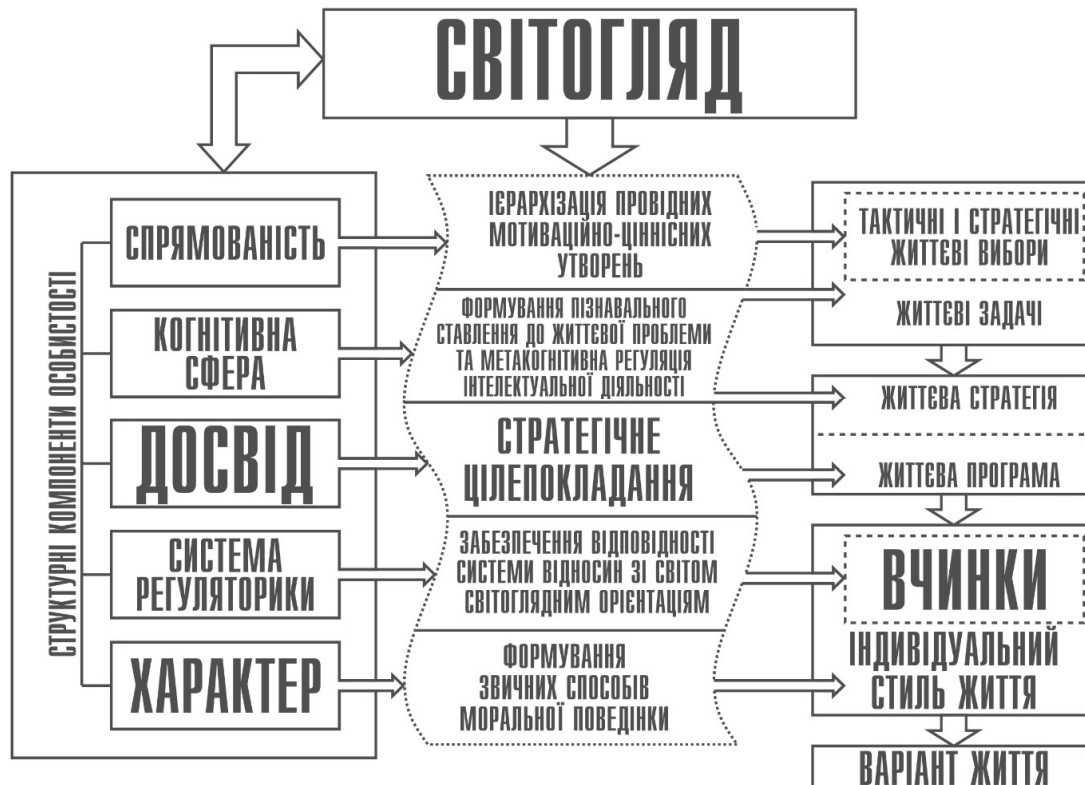 СВІТОГЛЯД
СТРУКТУРНІ КОМПОНЕНТИ ОСОБИСТОСТІ
СПРЯМОВАНІСТЬ
КОГНІТИВНА
СФЕРА
ДОСВІД
СИСТЕМА
РЕГУЛЯТОРИКИ
ХАРАКТЕР
ІЄРАРХІЗАЦІЯ ПРОВІДНИХ
МОТИВАЦІЙНО-ЦІННІСНИХ
УТВОРЕНЬ
ФОРМУВАННЯ ПІЗНАВАЛЬНОГО
СТАВЛЕННЯ ДО ЖИТТЄВОЇ ПРОБЛЕМИ
ТА МЕТАКОГНІТИВНА РЕГУЛЯЦІЯ
ІНТЕЛЕКТУАЛЬНОЇ ДІЯЛЬНОСТІ
СТРАТЕГІЧНЕ
ЦІЛЕПОКЛАДАННЯ
ЗАБЕЗПЕЧЕННЯ ВІДПОВІДНОСТІ
СИСТЕМИ ВІДНОСИН ЗІ СВІТОМ
СВІТОГЛЯДНИМ ОРІЄНТАЦІЯМ
ФОРМУВАННЯ
ЗВИЧНИХ СПОСОБІВ
МОРАЛЬНОЇ ПОВЕДІНКИ
ТАКТИЧНІ І СТРАТЕГІЧНІ
ЖИТТЄВІ ВИБОРИ
ЖИТТЄВІ ЗАДАЧІ
ЖИТТЄВА СТРАТЕГІЯ
ЖИТТЄВА ПРОГРАМА
ВЧИНКИ
ІНДИВІДУАЛЬНИЙ
СТИЛЬ ЖИТТЯ
ВАРІАНТ ЖИТТЯ